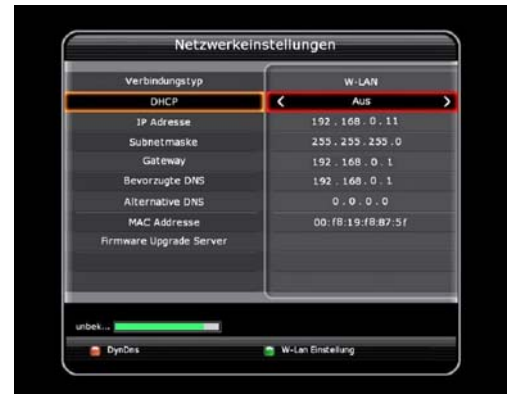 Netzwerkeinstellungen
Verbindungstyp W-LAN
DHCP Aus
IP Adresse 192 . 168 . 0 . 11
Subnetmaske 255 . 255 . 255 . 0
Gateway 192 . 168 . 0 . 1
Bevorzugte DNS 192 . 168 . 0 . 1
Alternative DNS 0 . 0 . 0 . 0
MAC Addresse 00:f8:19:f8:87:5f
Firmware Upgrade Server
unbek...
DynDns W-Lan Einstellung